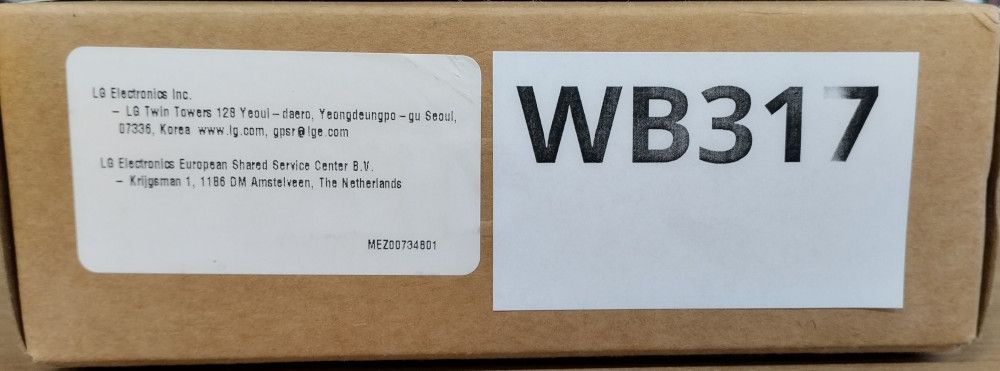 LG Electronics Inc.
- LG Twin Towers 128 Yeoui-daero, Yeongdeungpo-gu Seoul,
07336, Korea www.lg.com, gpsr@lge.com
LG Electronics European Shared Service Center B.V.
- Krijgsman 1, 1186 DM Amstelveen, The Netherlands
MEZ00734801
WB317